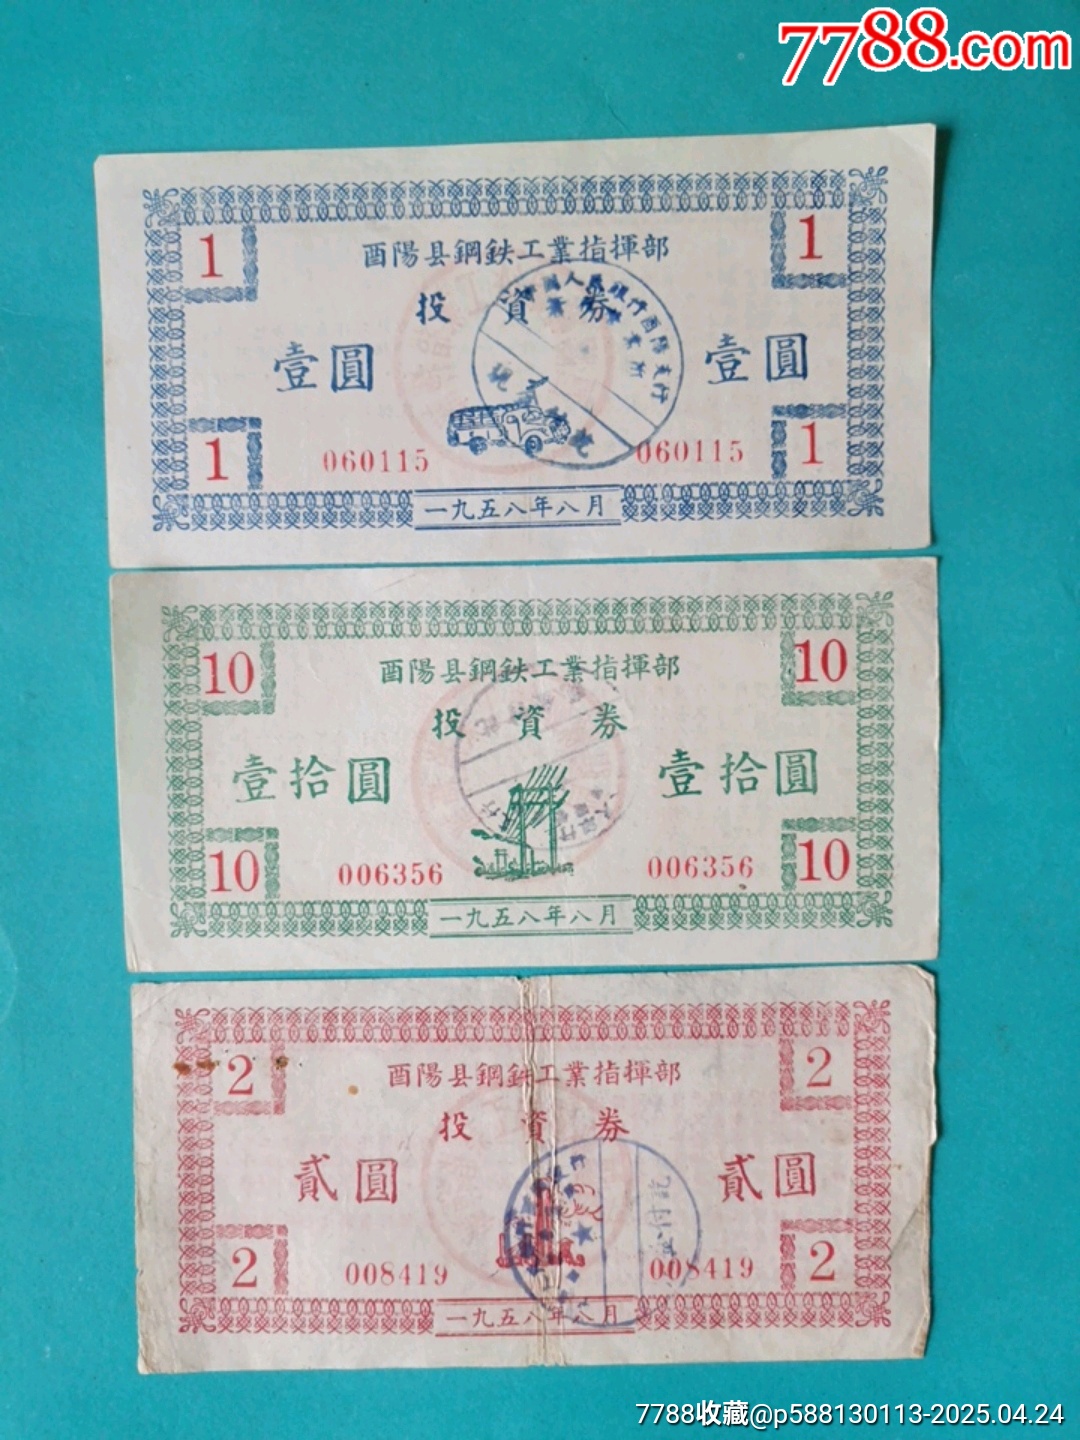 7788.com
1
1
酉陽县鋼鉄工業指揮部
投資券
壹圓
壹圓
1
060115
060115
1
一九五八年八月
10
10
酉陽县鋼鉄工業指揮部
投資券
壹拾圓
壹拾圓
10
006356
006356
10
一九五八年八月
2
2
酉陽县鋼鉄工業指揮部
投資券
貳圓
貳圓
2
008419
008419
2
一九五八年八月
付訖
7788收藏@p588130113-2025.04.24